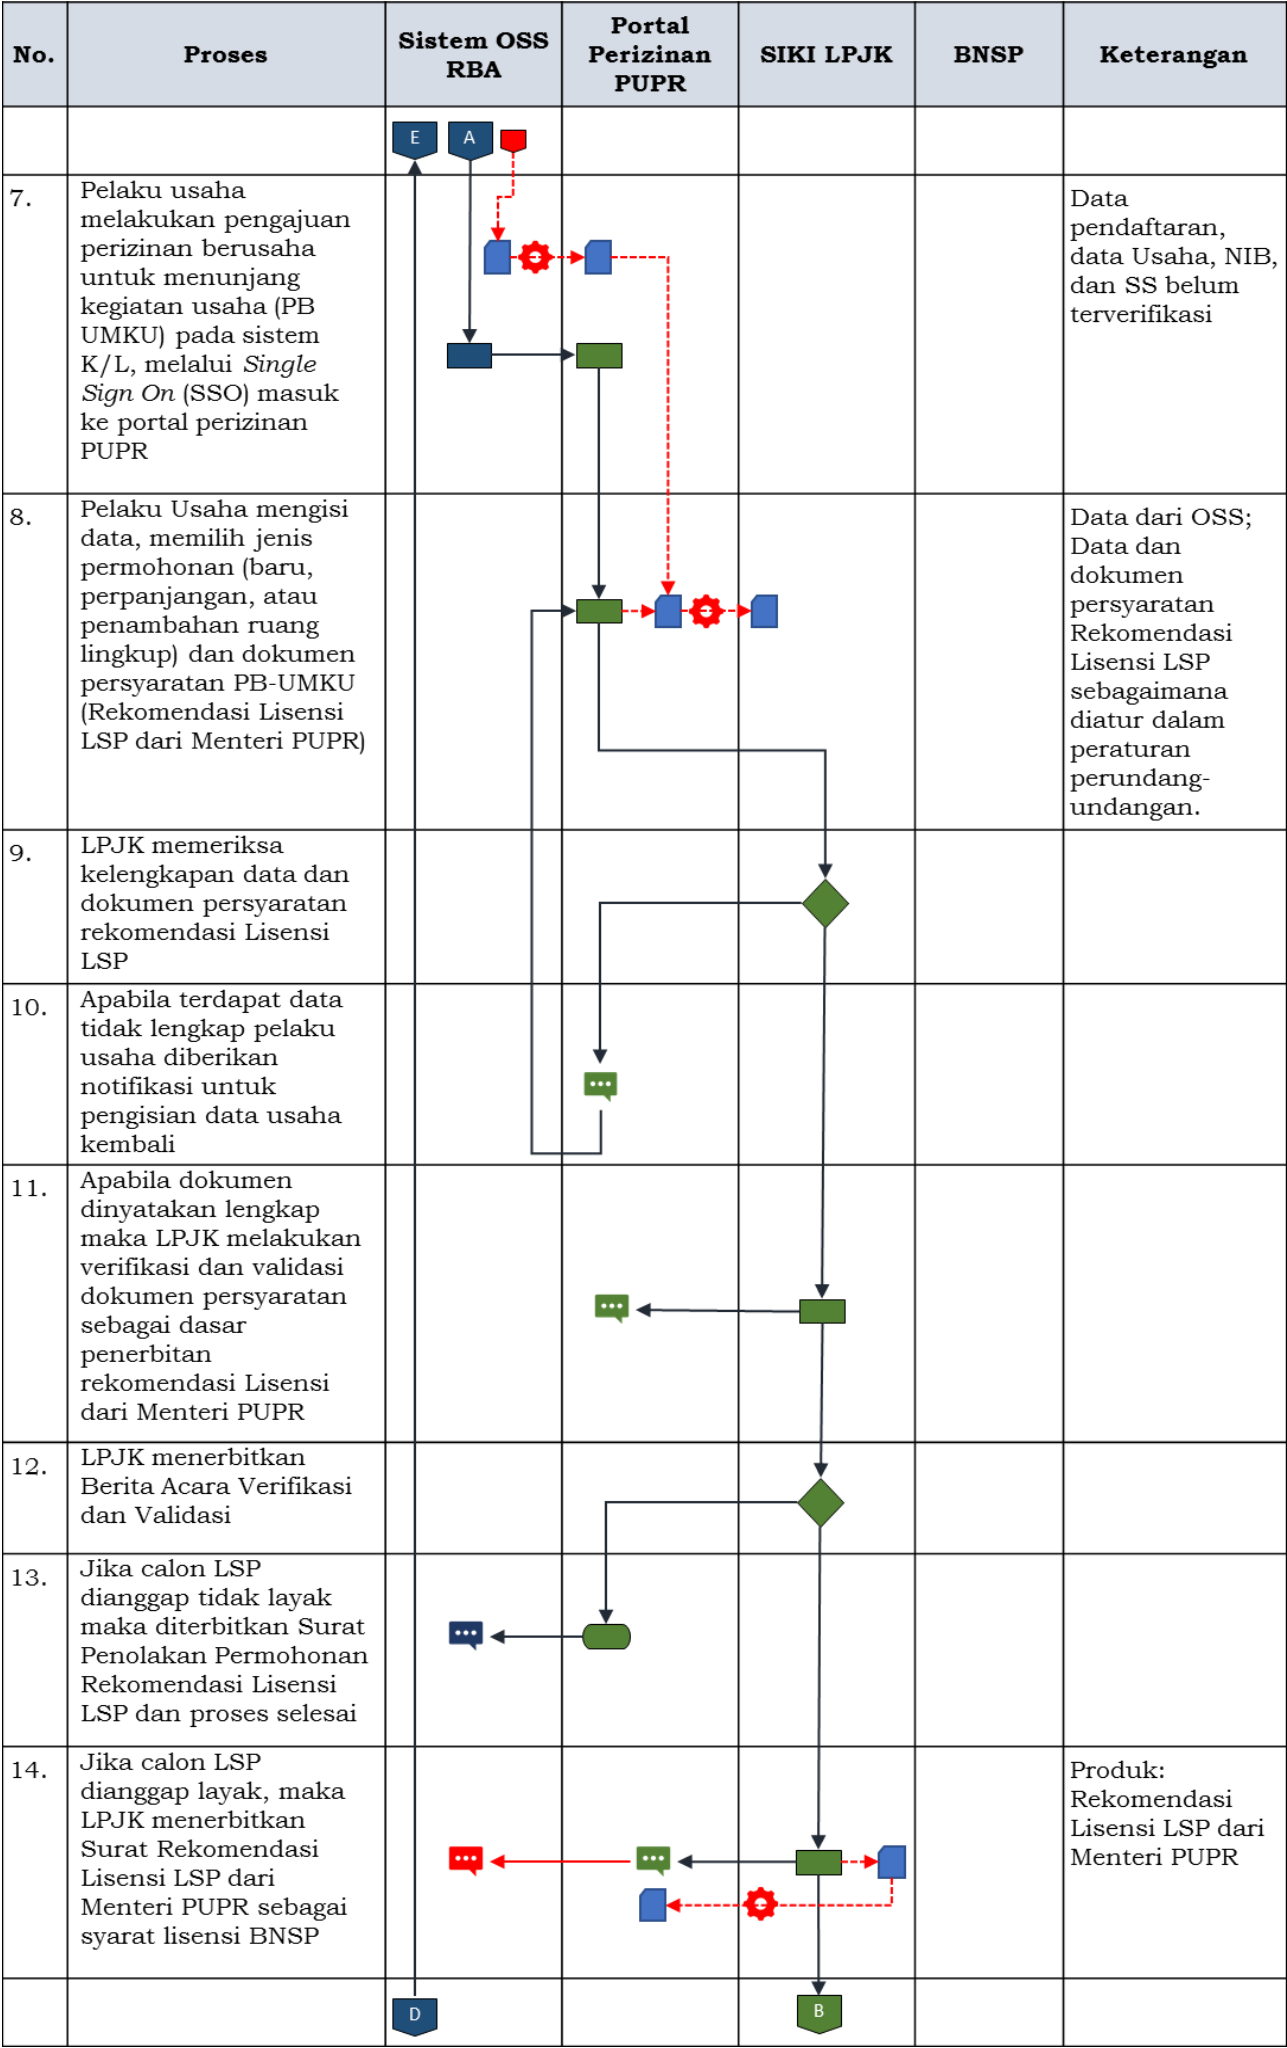 No.
Proses
Sistem OSS
RBA
Portal
Perizinan
PUPR
SIKI LPJK
BNSP
Keterangan
E
A
7.
Pelaku usaha
melakukan pengajuan
perizinan berusaha
untuk menunjang
kegiatan usaha (PB
UMKU) pada sistem
K/L, melalui Single
Sign On (SSO) masuk
ke portal perizinan
PUPR
Data
pendaftaran,
data Usaha, NIB,
dan SS belum
terverifikasi
8.
Pelaku Usaha mengisi
data, memilih jenis
permohonan (baru,
perpanjangan, atau
penambahan ruang
lingkup) dan dokumen
persyaratan PB-UMKU
(Rekomendasi Lisensi
LSP dari Menteri PUPR)
Data dari OSS;
Data dan
dokumen
persyaratan
Rekomendasi
Lisensi LSP
sebagaimana
diatur dalam
peraturan
perundang-
undangan.
9.
LPJK memeriksa
kelengkapan data dan
dokumen persyaratan
rekomendasi Lisensi
LSP
10.
Apabila terdapat data
tidak lengkap pelaku
usaha diberikan
notifikasi untuk
pengisian data usaha
kembali
11.
Apabila dokumen
dinyatakan lengkap
maka LPJK melakukan
verifikasi dan validasi
dokumen persyaratan
sebagai dasar
penerbitan
rekomendasi Lisensi
dari Menteri PUPR
12.
LPJK menerbitkan
Berita Acara Verifikasi
dan Validasi
13.
Jika calon LSP
dianggap tidak layak
maka diterbitkan Surat
Penolakan Permohonan
Rekomendasi Lisensi
LSP dan proses selesai
14.
Jika calon LSP
dianggap layak, maka
LPJK menerbitkan
Surat Rekomendasi
Lisensi LSP dari
Menteri PUPR sebagai
syarat lisensi BNSP
Produk:
Rekomendasi
Lisensi LSP dari
Menteri PUPR
D
B